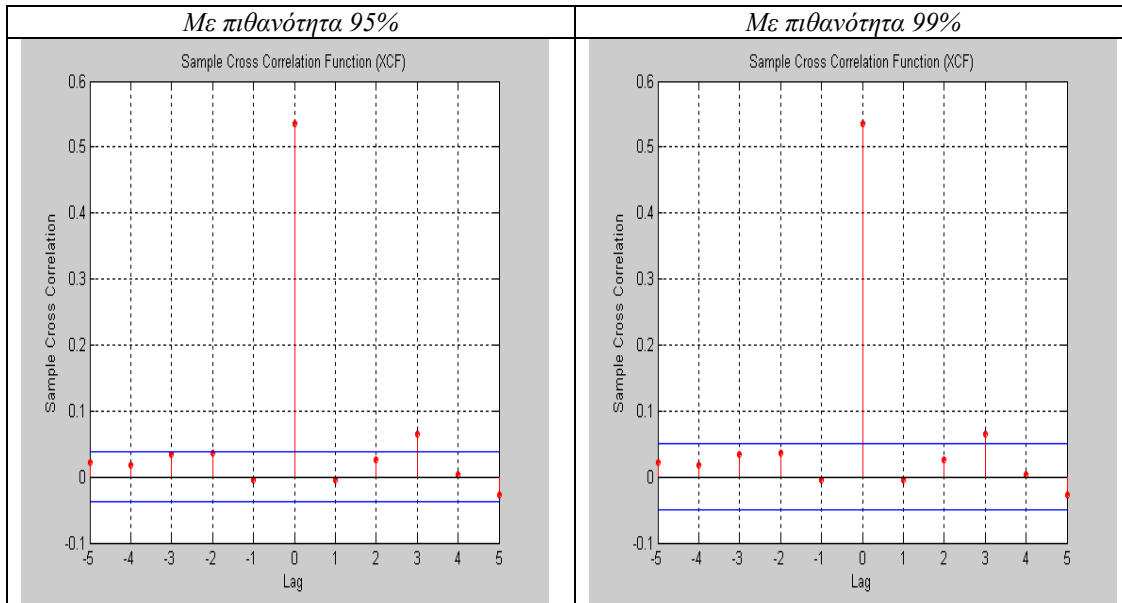 Με πιθανότητα 95%
Με πιθανότητα 99%
Sample Cross Correlation Function (XCF)
Sample Cross Correlation
0.6
0.5
0.4
0.3
0.2
0.1
0
-0.1
-5 -4 -3 -2 -1 0 1 2 3 4 5
Lag
Sample Cross Correlation Function (XCF)
Sample Cross Correlation
0.6
0.5
0.4
0.3
0.2
0.1
0
-0.1
-5 -4 -3 -2 -1 0 1 2 3 4 5
Lag